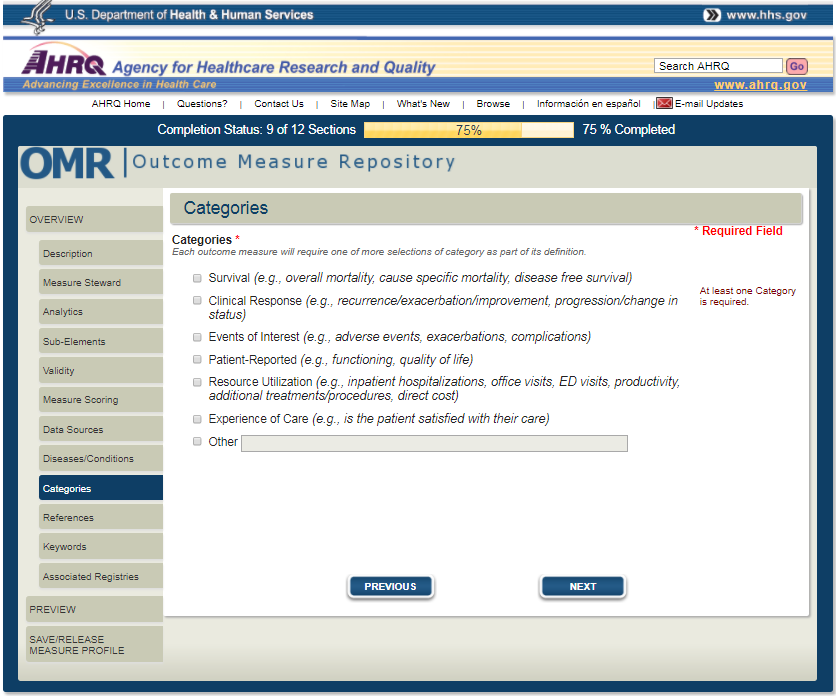 U.S. Department of Health & Human Services
www.hhs.gov
AHRQ Agency for Healthcare Research and Quality
Search AHRQ
Go
Advancing Excellence in Health Care
www.ahrq.gov
AHRQ Home | Questions? | Contact Us | Site Map | What's New | Browse | Información en español | E-mail Updates
Completion Status: 9 of 12 Sections
75%
75 % Completed
OMR | Outcome Measure Repository
OVERVIEW
Description
Measure Steward
Analytics
Sub-Elements
Validity
Measure Scoring
Data Sources
Diseases/Conditions
Categories
References
Keywords
Associated Registries
PREVIEW
SAVE/RELEASE
MEASURE PROFILE
Categories
* Required Field
Categories *
Each outcome measure will require one of more selections of category as part of its definition.
Survival (e.g., overall mortality, cause specific mortality, disease free survival)
Clinical Response (e.g., recurrence/exacerbation/improvement, progression/change in
status)
Events of Interest (e.g., adverse events, exacerbations, complications)
Patient-Reported (e.g., functioning, quality of life)
Resource Utilization (e.g., inpatient hospitalizations, office visits, ED visits, productivity,
additional treatments/procedures, direct cost)
Experience of Care (e.g., is the patient satisfied with their care)
Other
At least one Category
is required.
PREVIOUS
NEXT